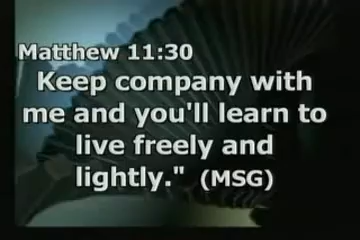 Matthew 11:30
Keep company with
me and you'll learn to
live freely and
lightly." (MSG)